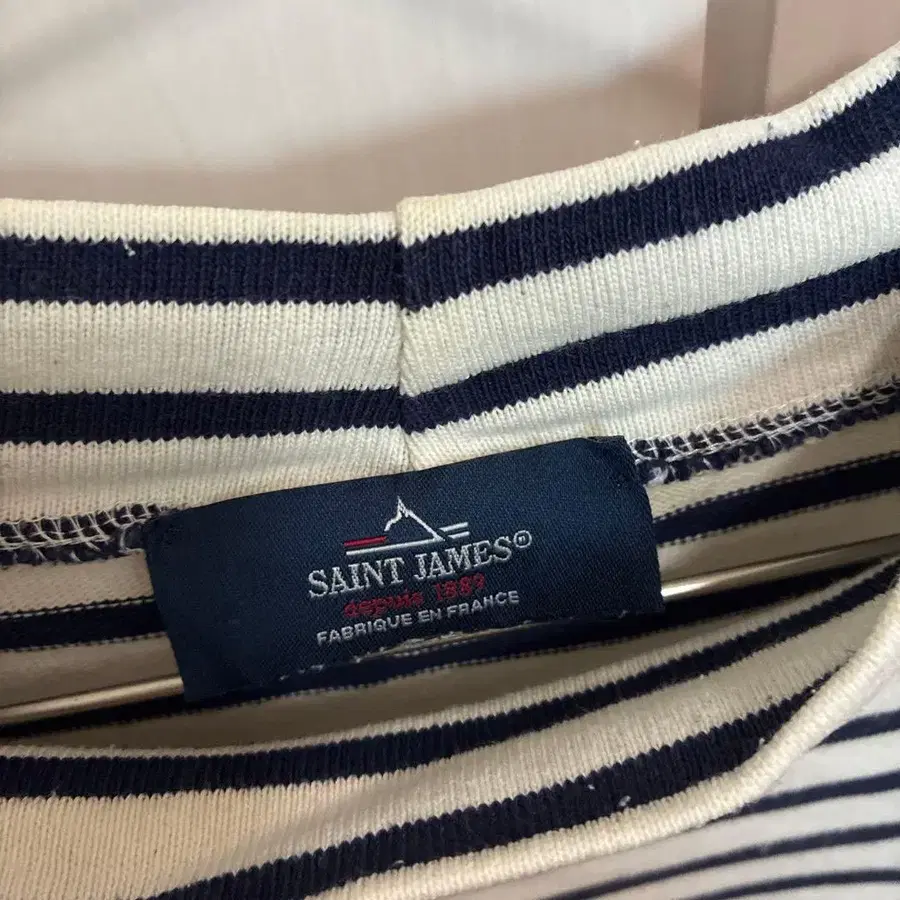 SAINT JAMES®
depuis 1889
FABRIQUE EN FRANCE